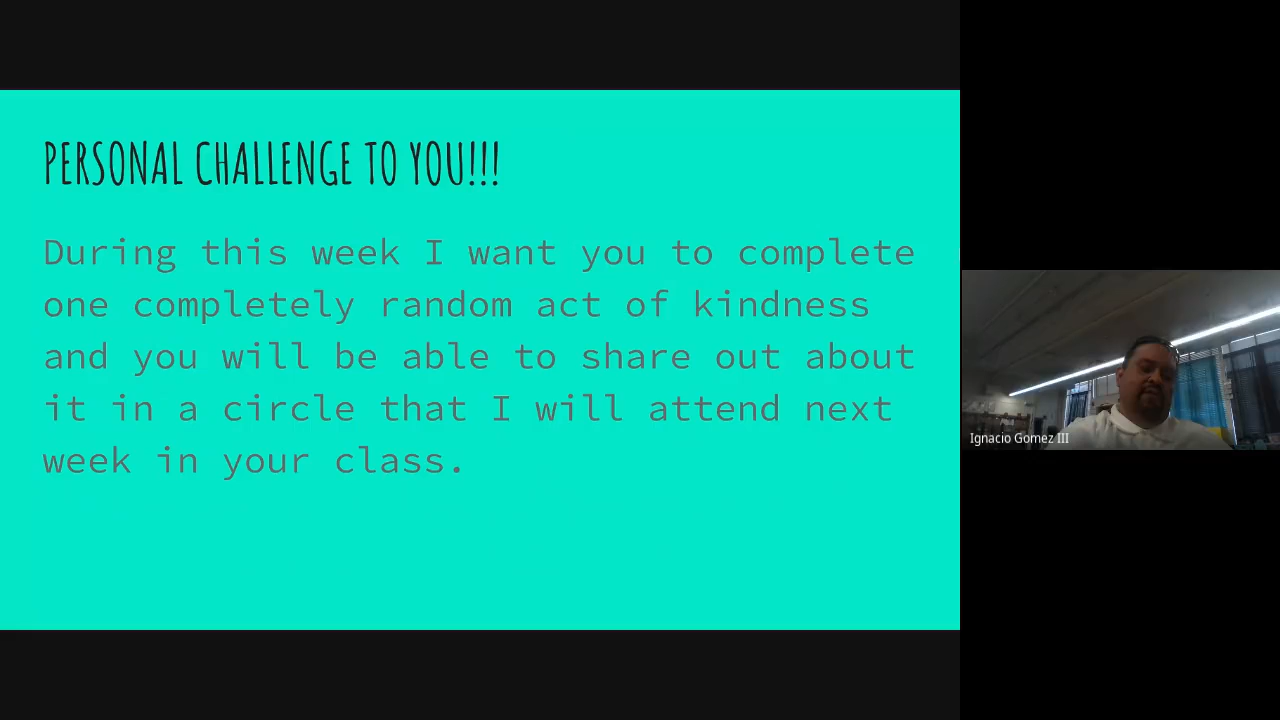 PERSONAL CHALLENGE TO YOU!!!
During this week I want you to complete
one completely random act of kindness
and you will be able to share out about
it in a circle that I will attend next
week in your class.
Ignacio Gomez III